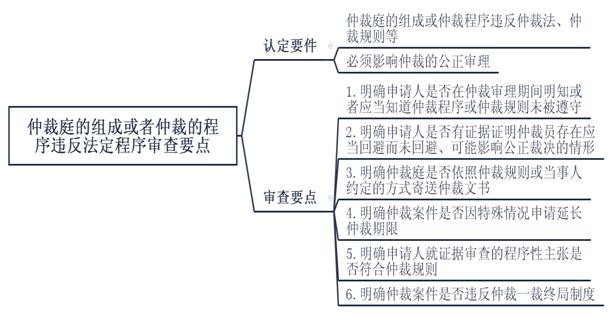 仲裁庭的组成或者仲裁的程
序违反法定程序审查要点
认定要件
仲裁庭的组成或仲裁程序违反仲裁法、仲
裁规则等
必须影响仲裁的公正审理
审查要点
1.明确申请人是否在仲裁审理期间明知或
者应当知道仲裁程序或仲裁规则未被遵守
2.明确申请人是否有证据证明仲裁员存在应
当回避而未回避、可能影响公正裁决的情形
3.明确仲裁庭是否依照仲裁规则或当事人
约定的方式寄送仲裁文书
4.明确仲裁案件是否因特殊情况申请延长
仲裁期限
5.明确申请人就证据审查的程序性主张是
否符合仲裁规则
6.明确仲裁案件是否违反仲裁一裁终局制度